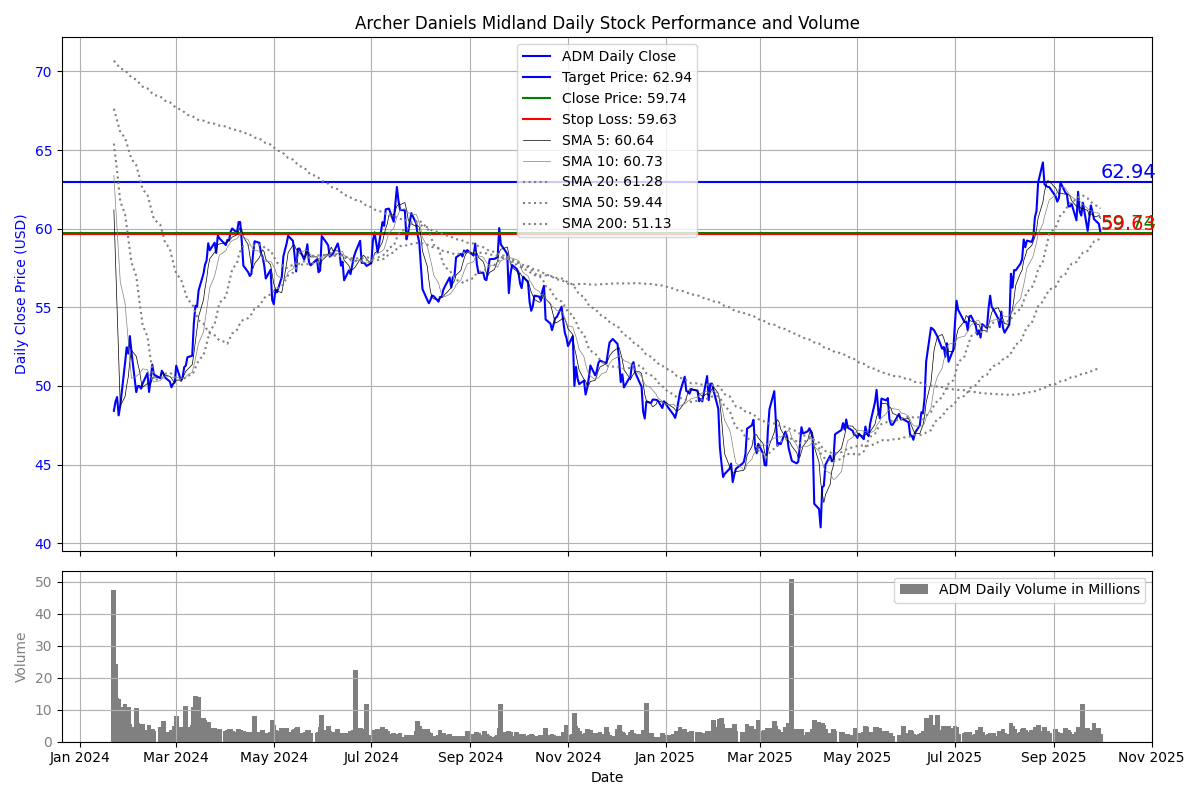 Archer Daniels Midland Daily Stock Performance and Volume
ADM Daily Close
Target Price: 62.94
Close Price: 59.74
Stop Loss: 59.63
SMA 5: 60.64
SMA 10: 60.73
SMA 20: 61.28
SMA 50: 59.44
SMA 200: 51.13
70
65
60
55
50
45
40
Daily Close Price (USD)
62.94
59.74
59.63
ADM Daily Volume in Millions
50
40
30
20
10
0
Volume
Jan 2024
Mar 2024
May 2024
Jul 2024
Sep 2024
Nov 2024
Jan 2025
Mar 2025
May 2025
Jul 2025
Sep 2025
Nov 2025
Date